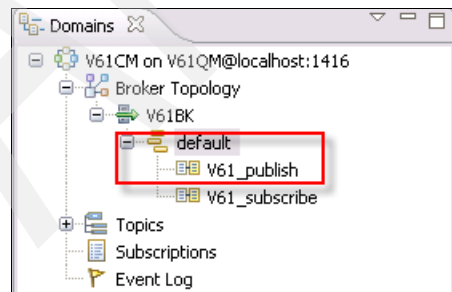 Domains
V61CM on V61QM@localhost:1416
Broker Topology
V61BK
default
V61_publish
V61_subscribe
Topics
Subscriptions
Event Log